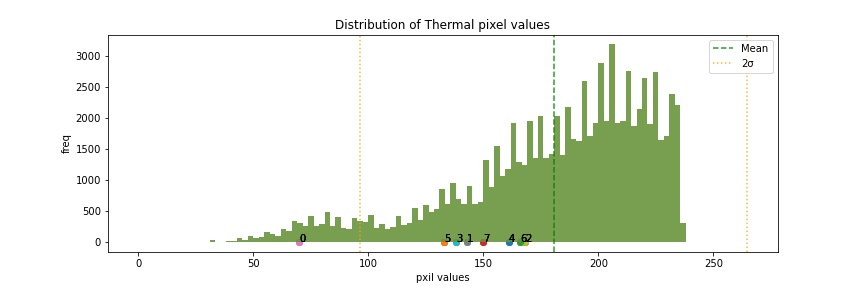 Distribution of Thermal pixel values
Mean
2σ
freq
3000
2500
2000
1500
1000
500
0
0 5 3 1 7 4 6 2
0 50 100 150 200 250
pxil values